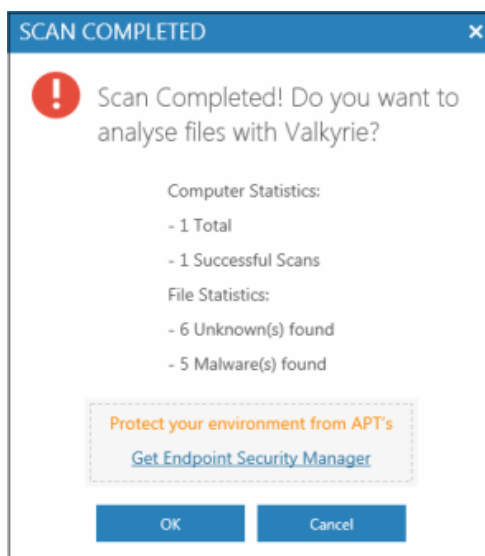 SCAN COMPLETED
Scan Completed! Do you want to
analyse files with Valkyrie?
Computer Statistics:
- 1 Total
- 1 Successful Scans
File Statistics:
- 6 Unknown(s) found
- 5 Malware(s) found
Protect your environment from APT's
Get Endpoint Security Manager
OK
Cancel